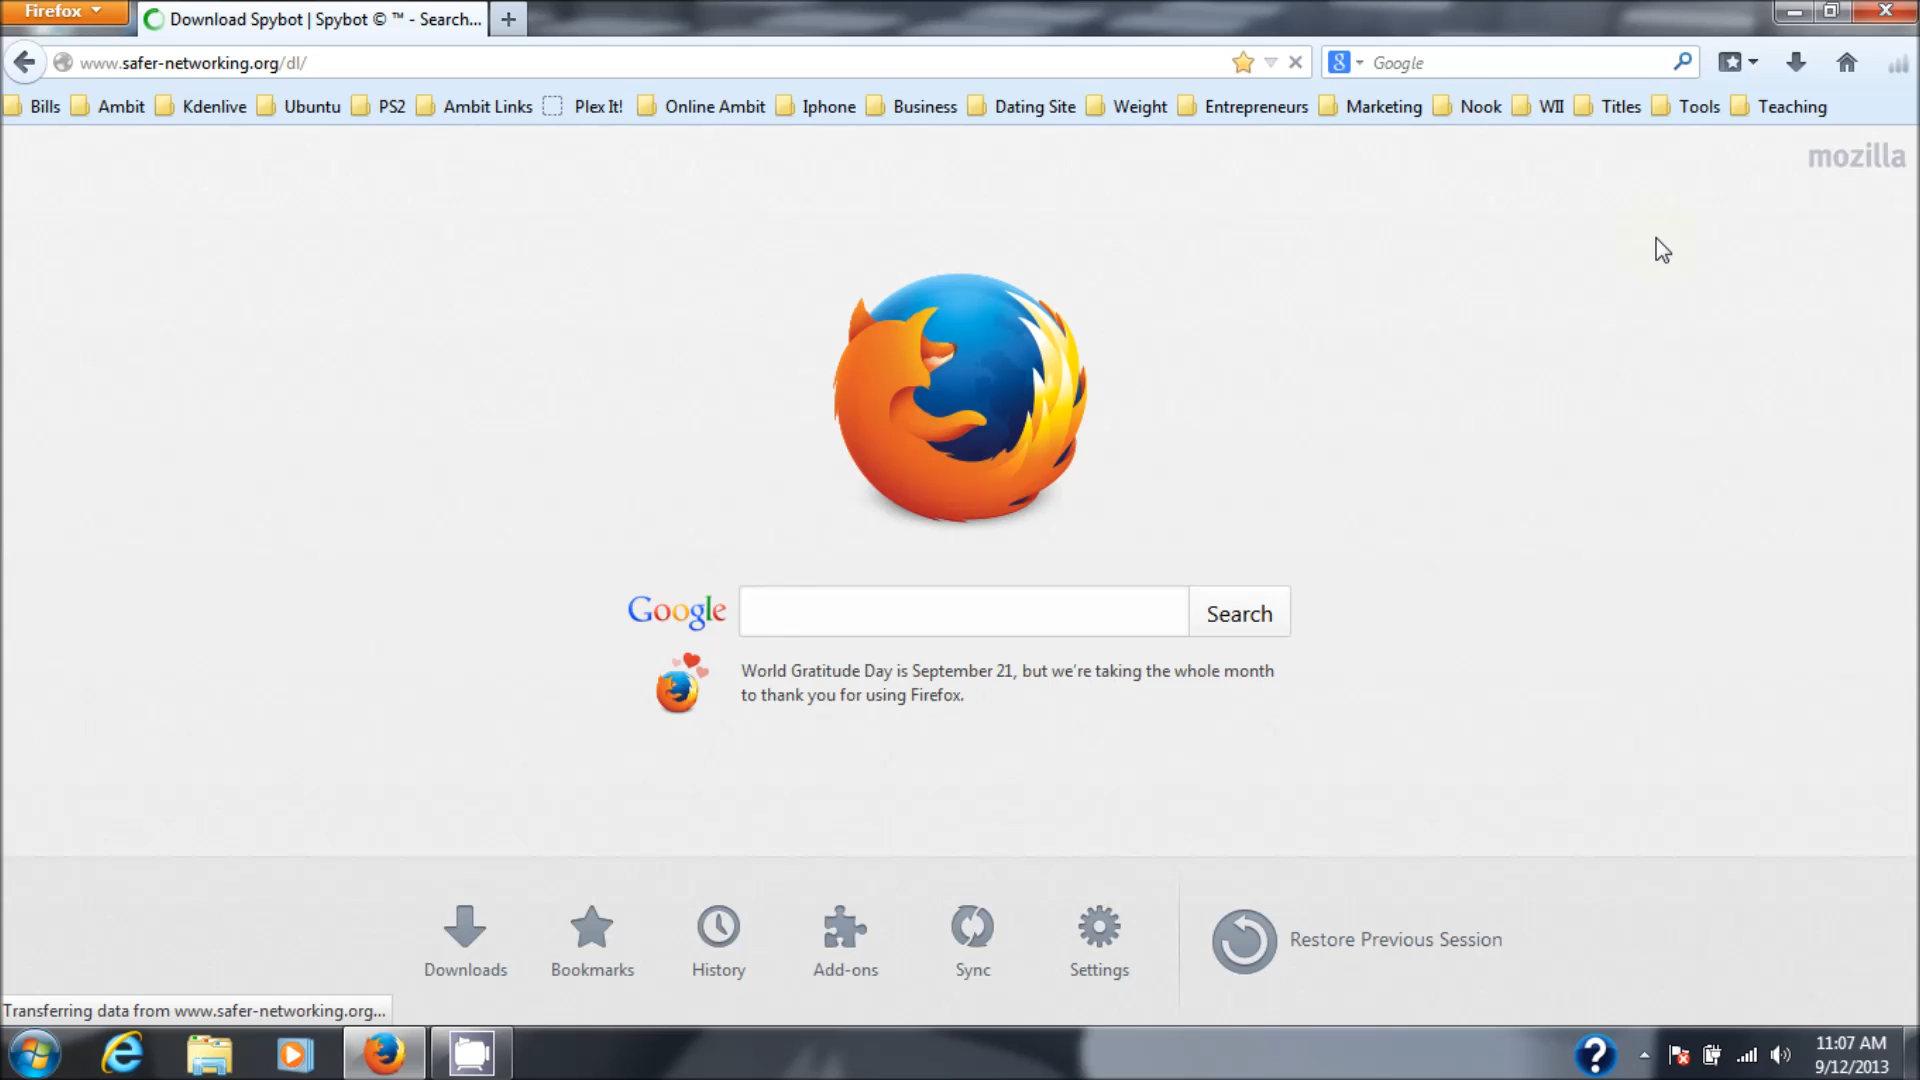 Firefox
Download Spybot | Spybot © ™ - Search...
www.safer-networking.org/dl/
Google
Bills Ambit Kdenlive Ubuntu PS2 Ambit Links Plex It! Online Ambit Iphone Business Dating Site Weight Entrepreneurs Marketing Nook WII Titles Tools Teaching
mozilla
Google
Search
World Gratitude Day is September 21, but we're taking the whole month
to thank you for using Firefox.
Downloads Bookmarks History Add-ons Sync Settings Restore Previous Session
Transferring data from www.safer-networking.org...
11:07 AM
9/12/2013